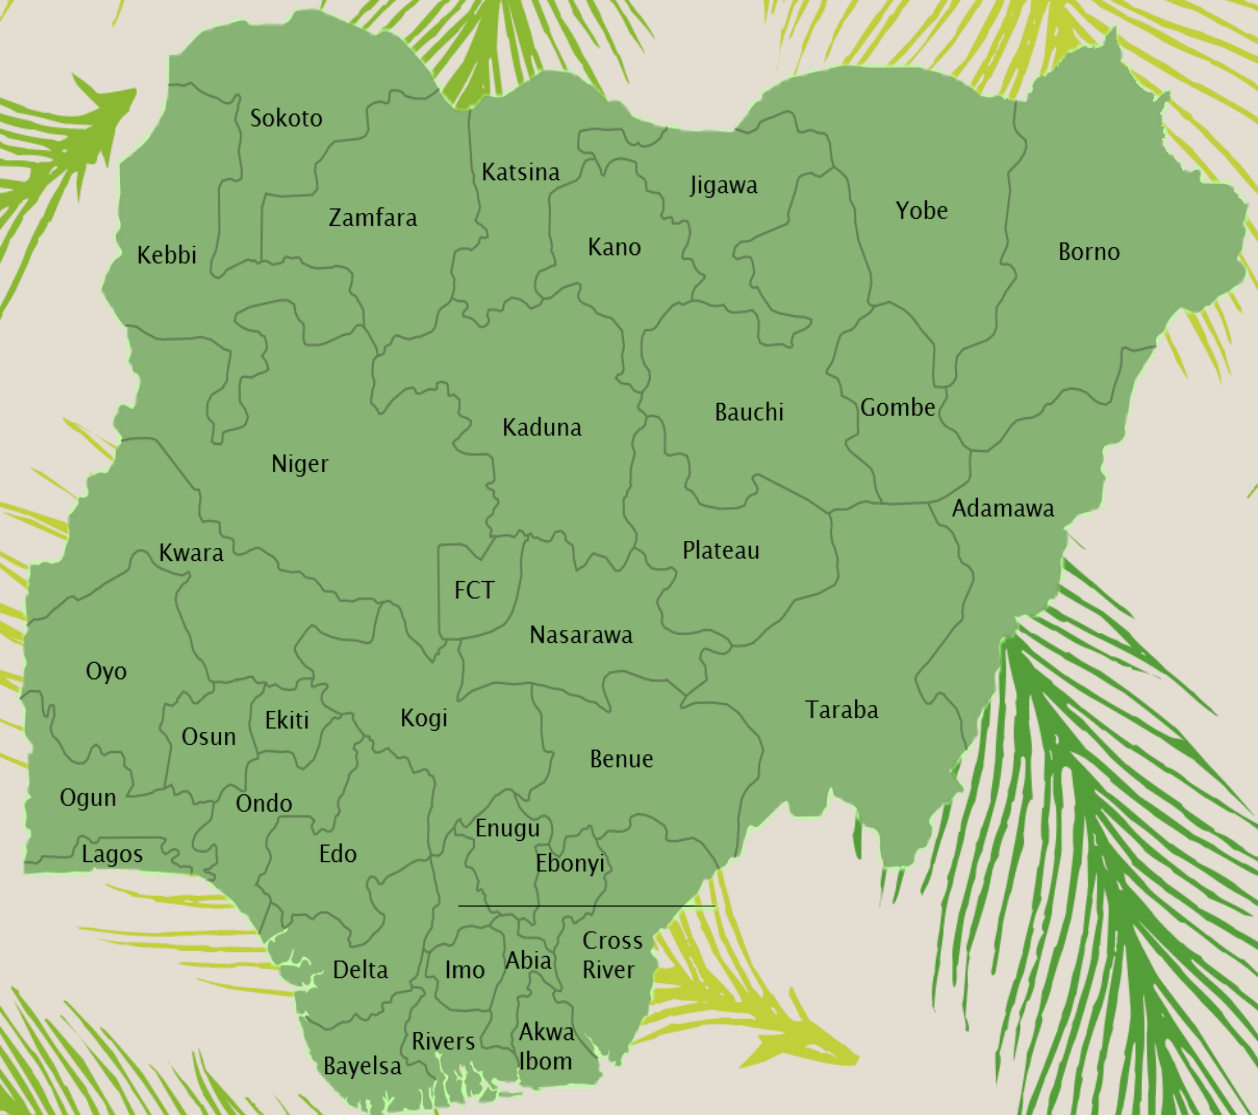 Sokoto
Katsina
Jigawa
Yobe
Zamfara
Kano
Borno
Kebbi
Bauchi
Gombe
Kaduna
Niger
Adamawa
Kwara
Plateau
FCT
Nasarawa
Oyo
Taraba
Kogi
Ekiti
Osun
Benue
Ogun
Ondo
Enugu
Lagos
Edo
Ebonyi
Cross
River
Delta
Imo
Abia
Rivers
Akwa
Ibom
Bayelsa